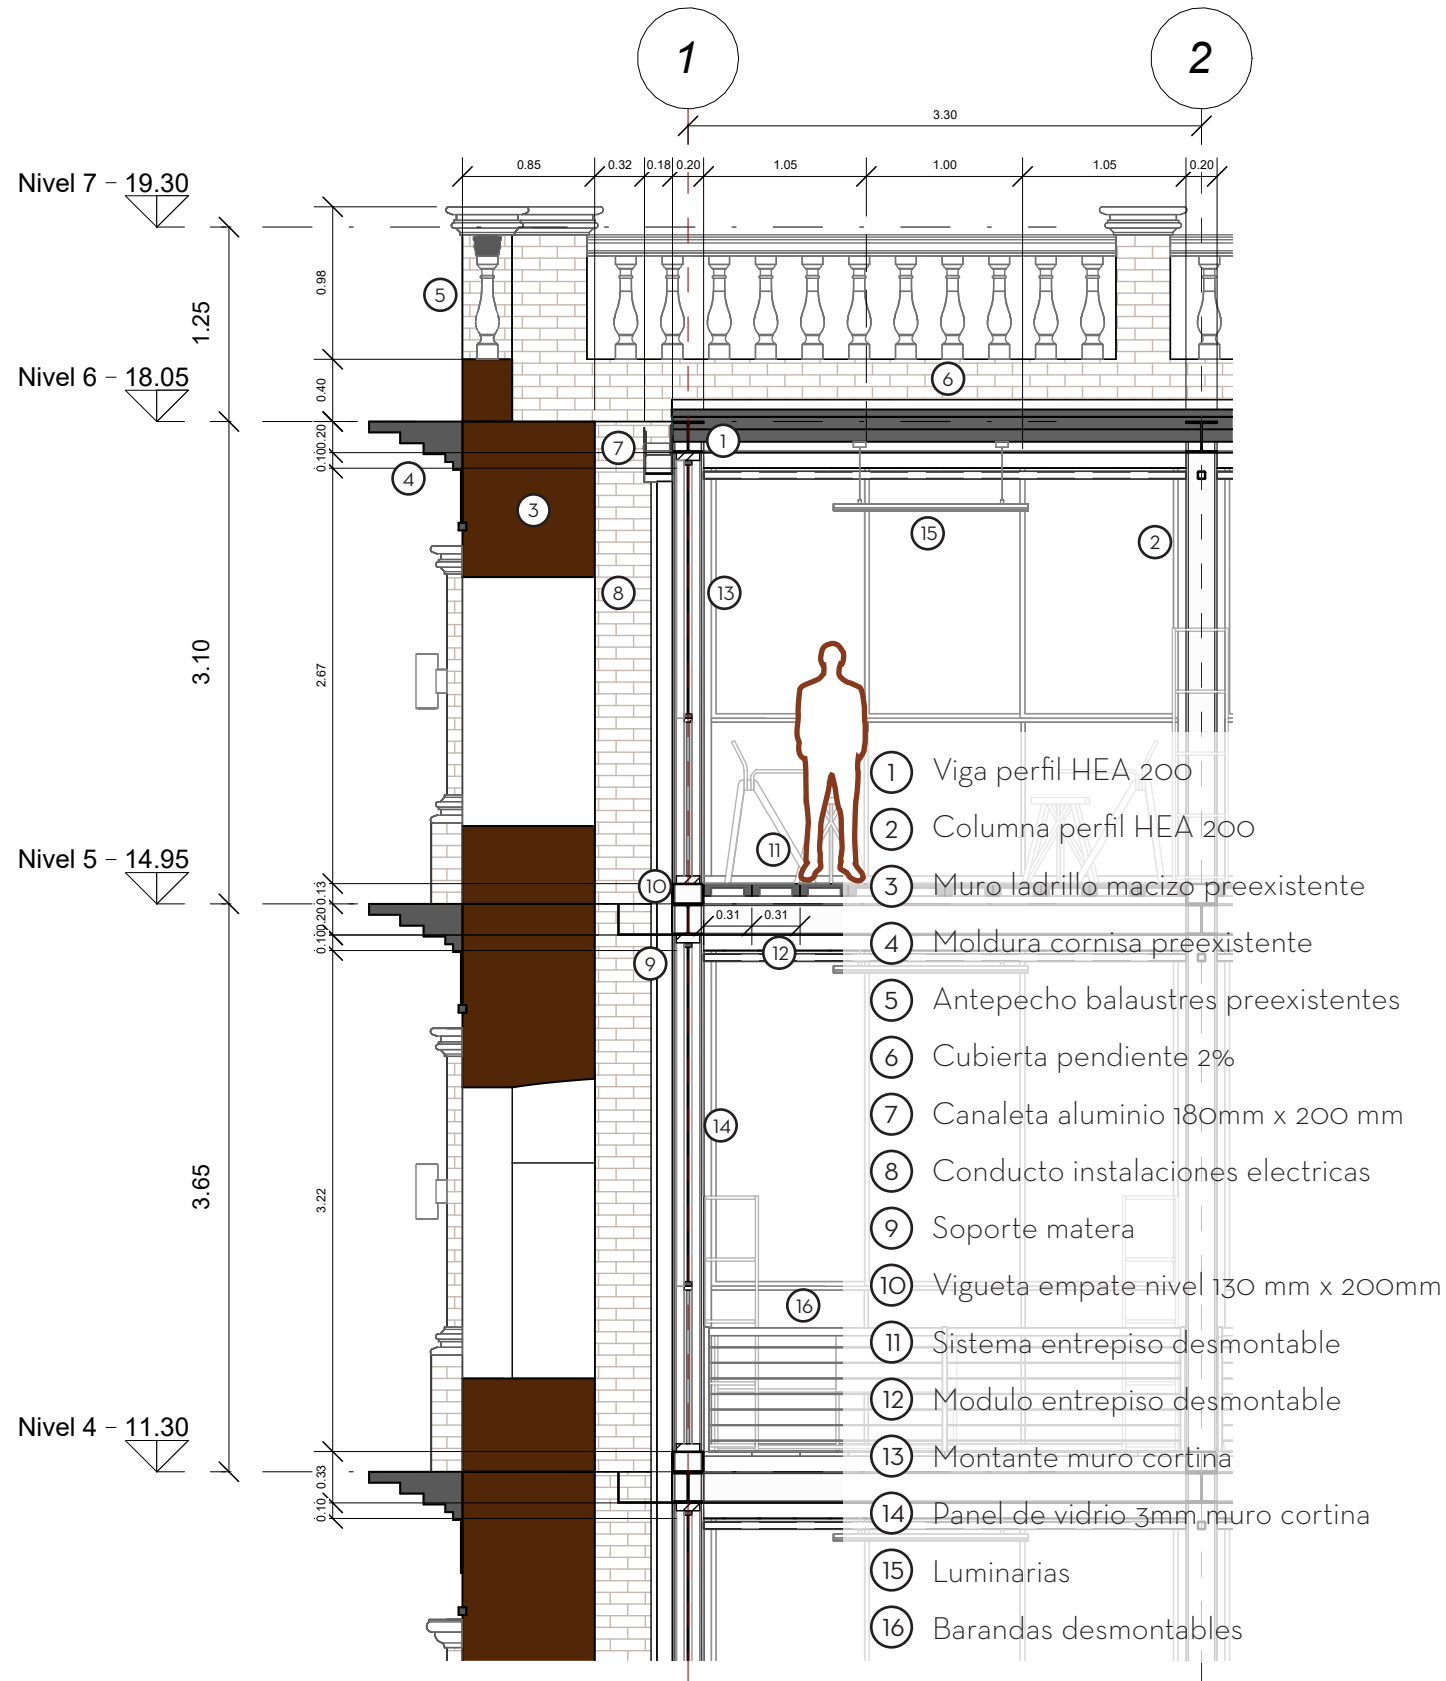 1
2
3.30
0.85
0.32
0.18
0.20
1.05
1.00
1.05
0.20
Nivel 7 - 19.30
0.98
1.25
5
Nivel 6 - 18.05
0.40
6
0.20
0.10
7
1
4
3
15
2
8
13
3.10
2.67
1 Viga perfil HEA 200
2 Columna perfil HEA 200
11
Nivel 5 - 14.95
0.13
10
3 Muro ladrillo macizo preexistente
0.20
0.31
0.31
0.10
4 Moldura cornisa preexistente
12
9
5 Antepecho balaustres preexistentes
6 Cubierta pendiente 2%
14
7 Canaleta aluminio 180mm x 200 mm
3.65
3.22
8 Conducto instalaciones electricas
9 Soporte matera
10 Vigueta empate nivel 130 mm x 200mm
16
11 Sistema entrepiso desmontable
12 Modulo entrepiso desmontable
Nivel 4 - 11.30
13 Montante muro cortina
0.33
0.10
14 Panel de vidrio 3mm muro cortina
15 Luminarias
16 Barandas desmontables